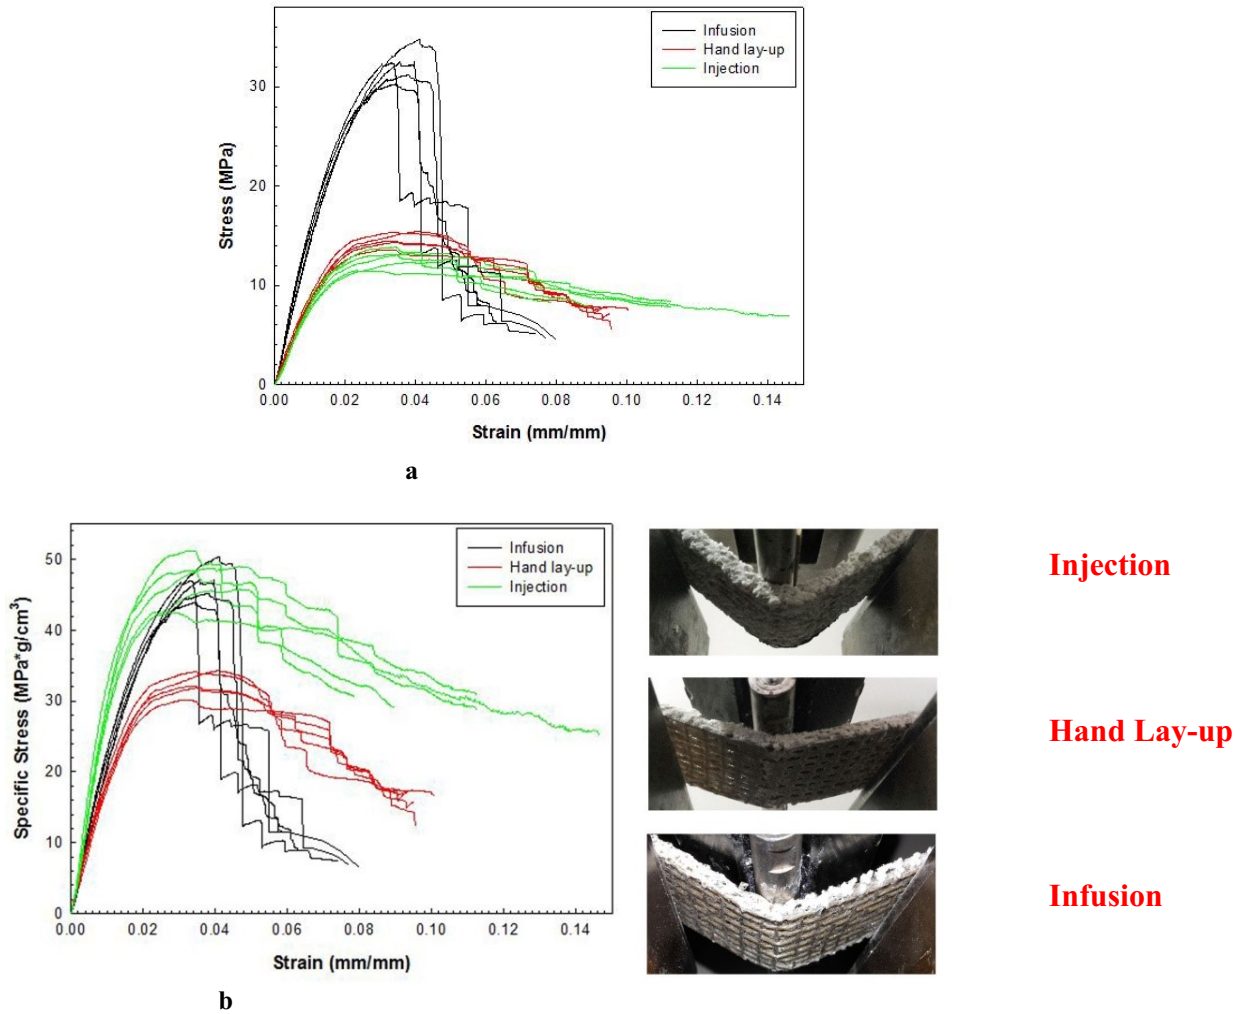 Infusion
Hand lay-up
Injection
30
20
10
0
Stress (MPa)
0.00 0.02 0.04 0.06 0.08 0.10 0.12 0.14
Strain (mm/mm)
a
Infusion
Hand lay-up
Injection
50
40
30
20
10
0
Specific Stress (MPa*g/cm³)
0.00 0.02 0.04 0.06 0.08 0.10 0.12 0.14
Strain (mm/mm)
b
Injection
Hand Lay-up
Infusion